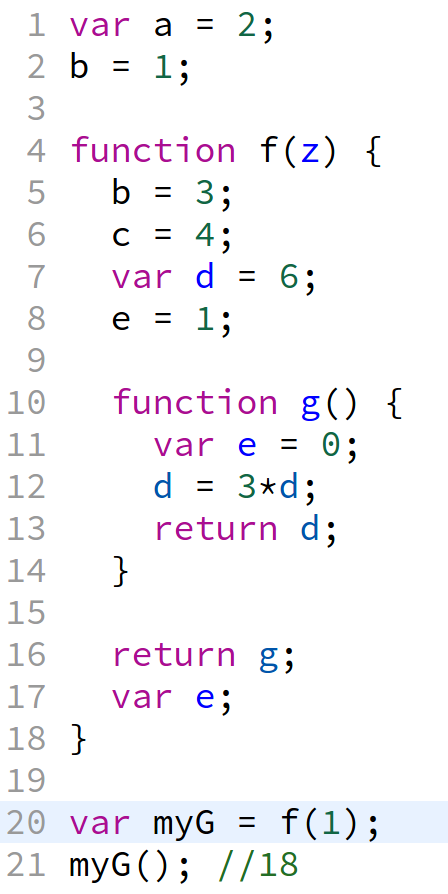 1 var a = 2;
2 b = 1;
3
4 function f(z) {
5   b = 3;
6   c = 4;
7   var d = 6;
8   e = 1;
9
10   function g() {
11     var e = 0;
12     d = 3*d;
13     return d;
14   }
15
16   return g;
17   var e;
18 }
19
20 var myG = f(1);
21 myG(); //18